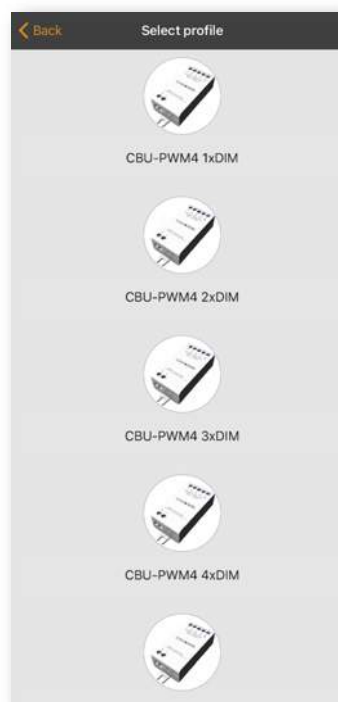 Back
Select profile
CBU-PWM4 1xDIM
CBU-PWM4 2xDIM
CBU-PWM4 3xDIM
CBU-PWM4 4xDIM